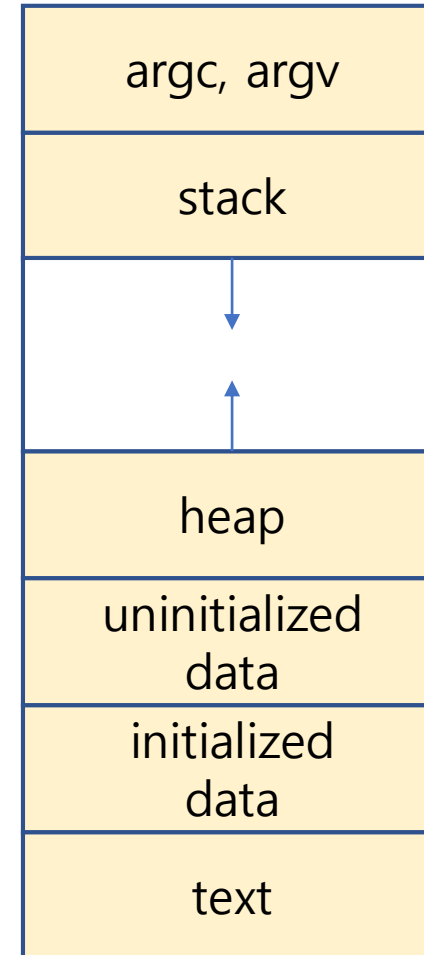 argc, argv
stack
heap
uninitialized
data
initialized
data
text